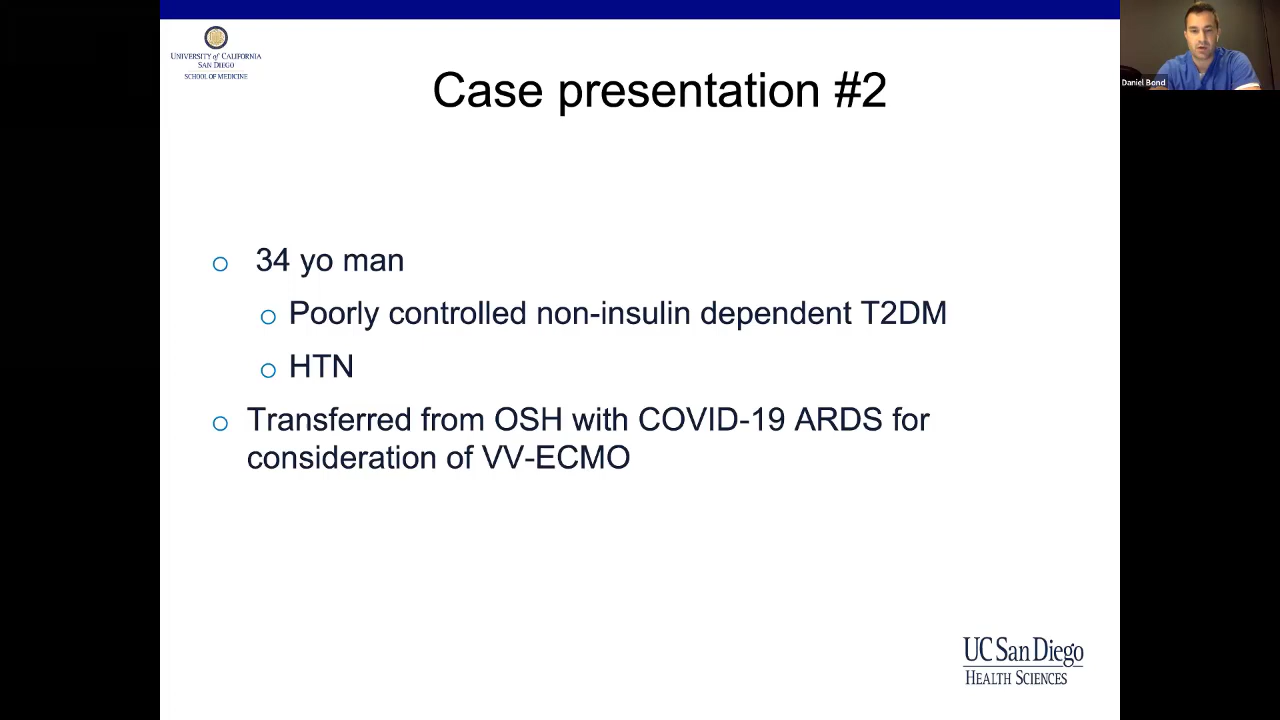 UNIVERSITY of CALIFORNIA
SAN DIEGO
SCHOOL OF MEDICINE
Daniel Bond
Case presentation #2
34 yo man
Poorly controlled non-insulin dependent T2DM
HTN
Transferred from OSH with COVID-19 ARDS for
consideration of VV-ECMO
UC San Diego
HEALTH SCIENCES